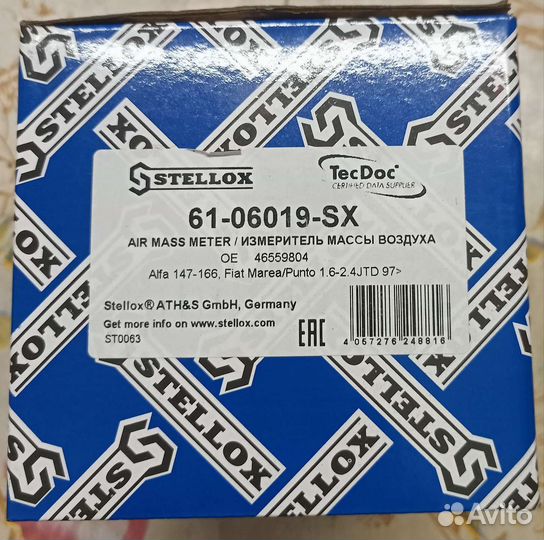 STELLOX
TecDoc®
CERTIFIED DATA SUPPLIER
61-06019-SX
AIR MASS METER / ИЗМЕРИТЕЛЬ МАССЫ ВОЗДУХА
OE 46559804
Alfa 147-166, Fiat Marea/Punto 1.6-2.4JTD 97>
Stellox® ATH&S GmbH, Germany
Get more info on www.stellox.com
ST0063
EAC
4 057276 248816
STELLOX
STELLOX
STELLOX
STELLOX
STELLOX
Avito